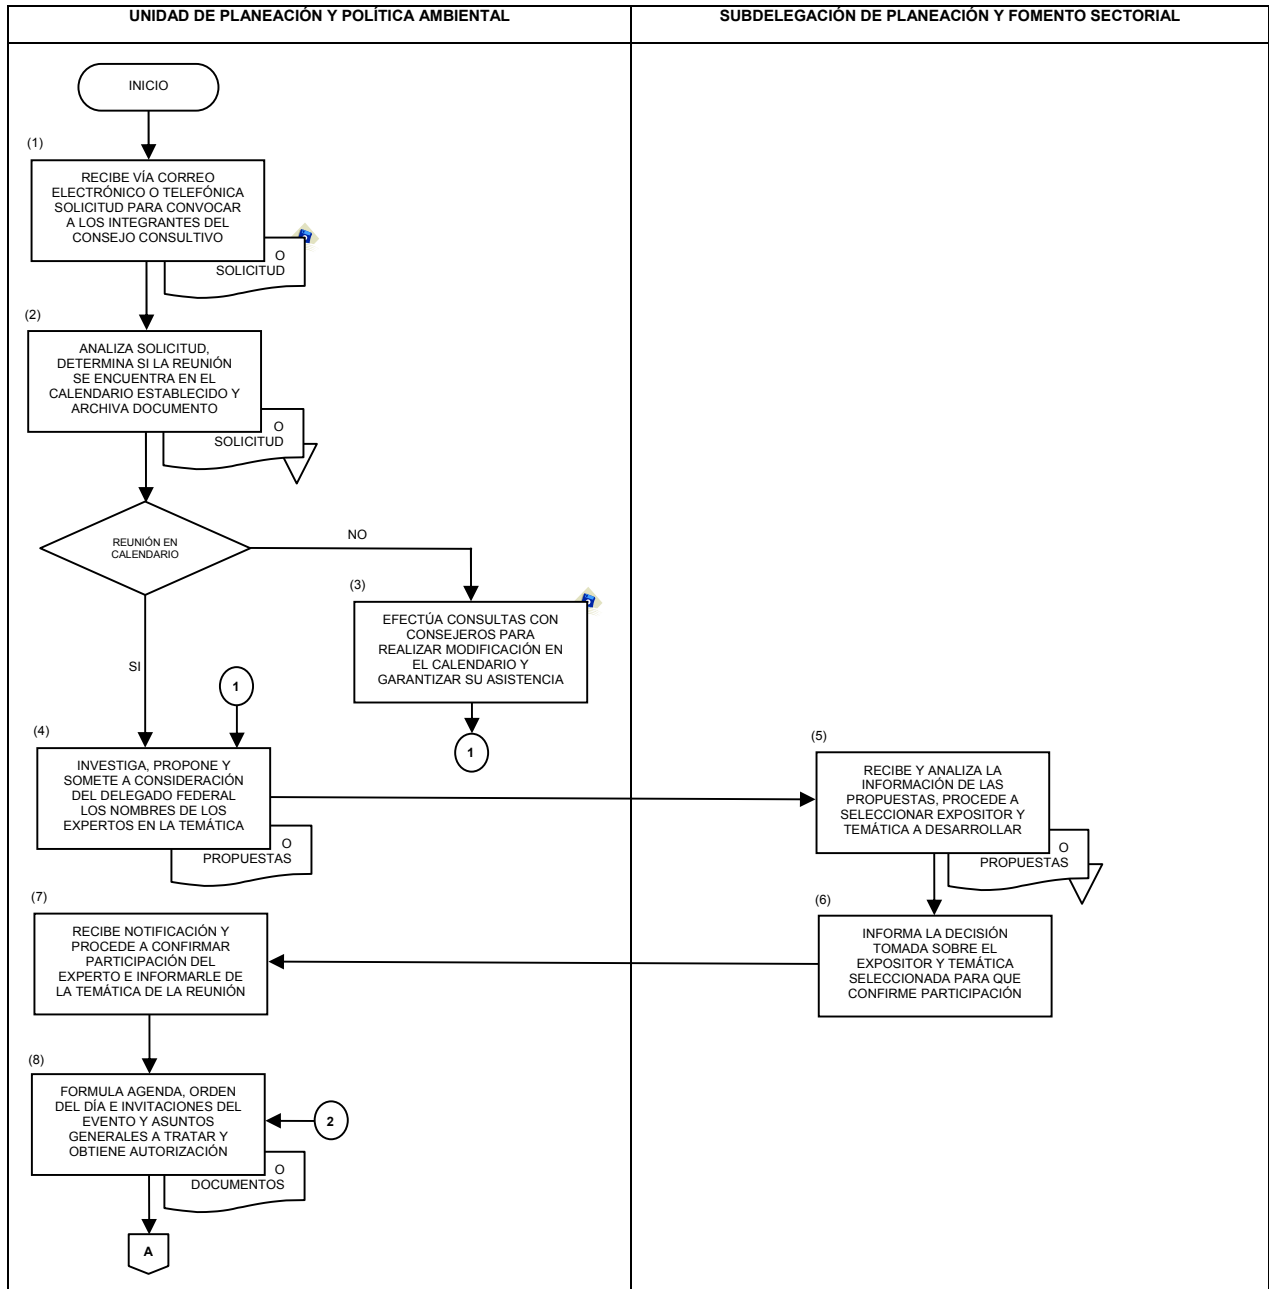 UNIDAD DE PLANEACIÓN Y POLÍTICA AMBIENTAL
SUBDELEGACIÓN DE PLANEACIÓN Y FOMENTO SECTORIAL
INICIO
(1)
RECIBE VÍA CORREO
ELECTRÓNICO O TELEFÓNICA
SOLICITUD PARA CONVOCAR
A LOS INTEGRANTES DEL
CONSEJO CONSULTIVO
O
SOLICITUD
(2)
ANALIZA SOLICITUD,
DETERMINA SI LA REUNIÓN
SE ENCUENTRA EN EL
CALENDARIO ESTABLECIDO Y
ARCHIVA DOCUMENTO
O
SOLICITUD
REUNIÓN EN
CALENDARIO
NO
(3)
EFECTÚA CONSULTAS CON
CONSEJEROS PARA
REALIZAR MODIFICACIÓN EN
EL CALENDARIO Y
GARANTIZAR SU ASISTENCIA
1
SI
1
(4)
INVESTIGA, PROPONE Y
SOMETE A CONSIDERACIÓN
DEL DELEGADO FEDERAL
LOS NOMBRES DE LOS
EXPERTOS EN LA TEMÁTICA
O
PROPUESTAS
(5)
RECIBE Y ANALIZA LA
INFORMACIÓN DE LAS
PROPUESTAS, PROCEDE A
SELECCIONAR EXPOSITOR Y
TEMÁTICA A DESARROLLAR
O
PROPUESTAS
(6)
INFORMA LA DECISIÓN
TOMADA SOBRE EL
EXPOSITOR Y TEMÁTICA
SELECCIONADA PARA QUE
CONFIRME PARTICIPACIÓN
(7)
RECIBE NOTIFICACIÓN Y
PROCEDE A CONFIRMAR
PARTICIPACIÓN DEL
EXPERTO E INFORMARLE DE
LA TEMÁTICA DE LA REUNIÓN
(8)
FORMULA AGENDA, ORDEN
DEL DÍA E INVITACIONES DEL
EVENTO Y ASUNTOS
GENERALES A TRATAR Y
OBTIENE AUTORIZACIÓN
2
O
DOCUMENTOS
A